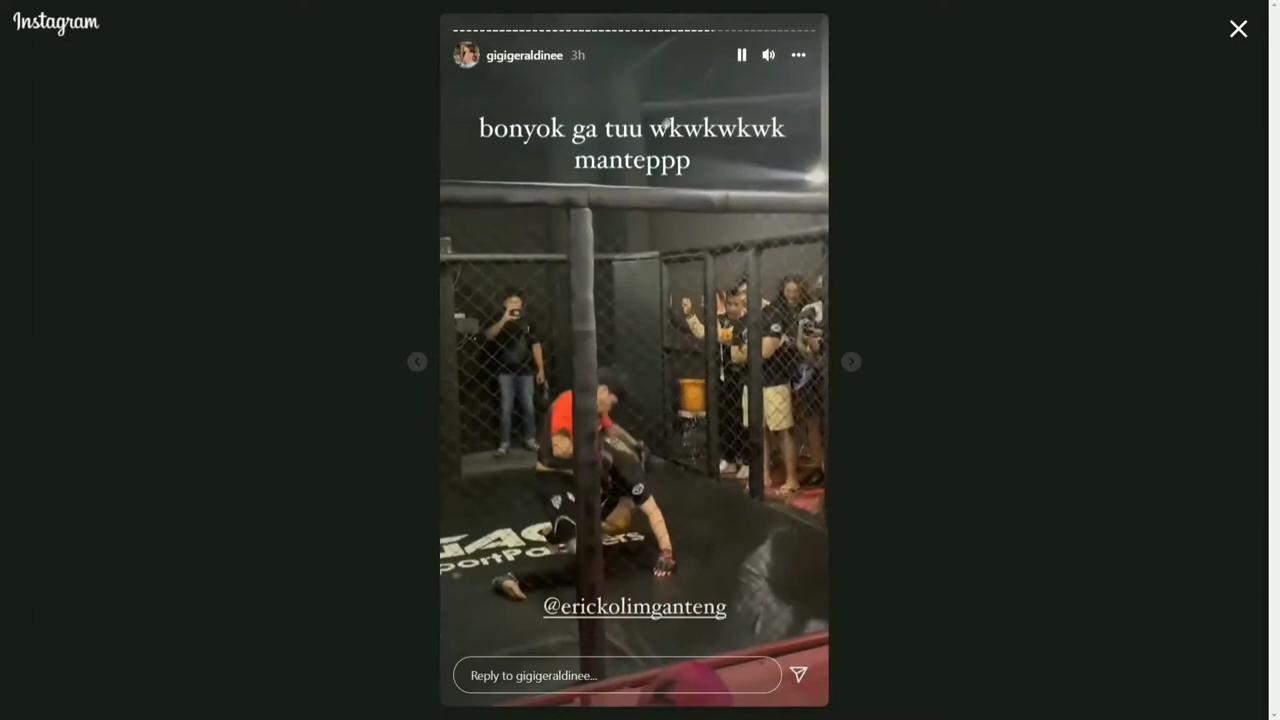 Instagram
gigigeraldinee 3h
bonyok ga tuu wkwkwkwk
manteppp
@erickolimganteng
Reply to gigigeraldinee...